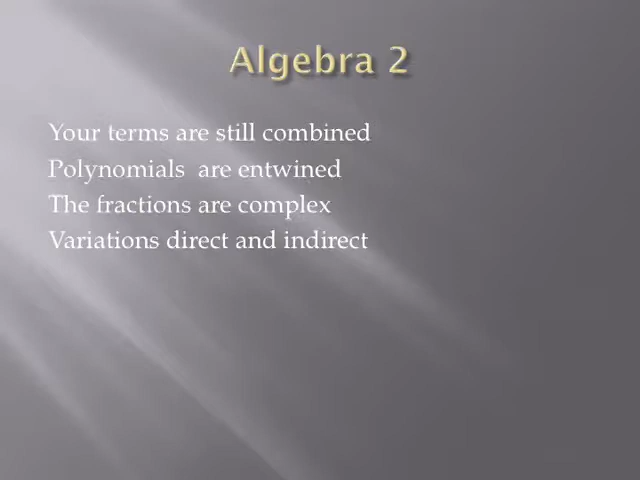 Algebra 2
Your terms are still combined
Polynomials  are entwined
The fractions are complex
Variations direct and indirect